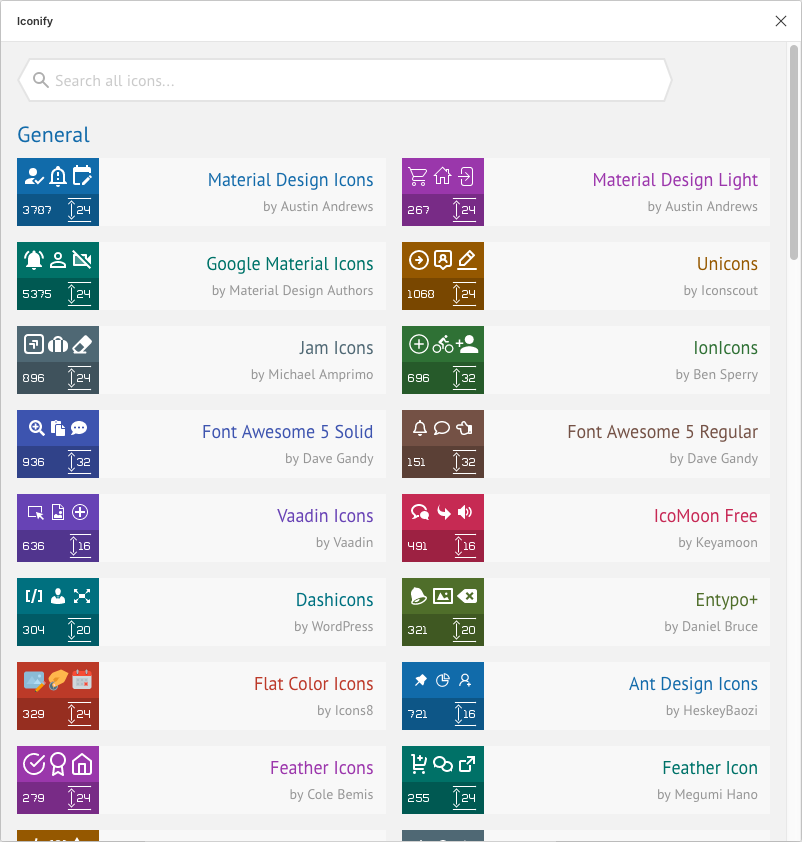 Iconify
Search all icons...
General
3787 24
Material Design Icons
by Austin Andrews
267 24
Material Design Light
by Austin Andrews
5375 24
Google Material Icons
by Material Design Authors
1068 24
Unicons
by Iconscout
896 24
Jam Icons
by Michael Amprimo
696 32
IonIcons
by Ben Sperry
936 32
Font Awesome 5 Solid
by Dave Gandy
151 32
Font Awesome 5 Regular
by Dave Gandy
636 16
Vaadin Icons
by Vaadin
491 16
IcoMoon Free
by Keyamoon
304 20
Dashicons
by WordPress
321 20
Entypo+
by Daniel Bruce
329 24
Flat Color Icons
by Icons8
721 16
Ant Design Icons
by HeskeyBaozi
279 24
Feather Icons
by Cole Bemis
255 24
Feather Icon
by Megumi Hano